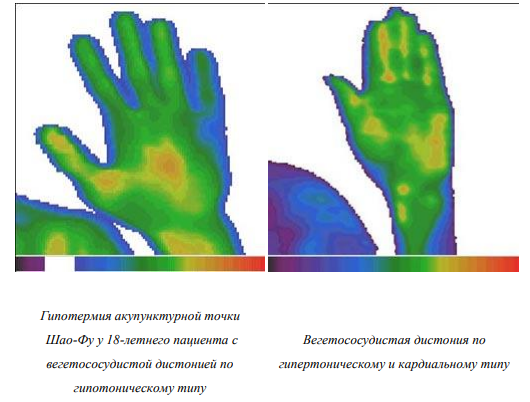 Гипотермия акупунктурной точки
Шао-Фу у 18-летнего пациента с
вегетососудистой дистонией по
гипотоническому типу
Вегетососудистая дистония по
гипертоническому и кардиальному типу